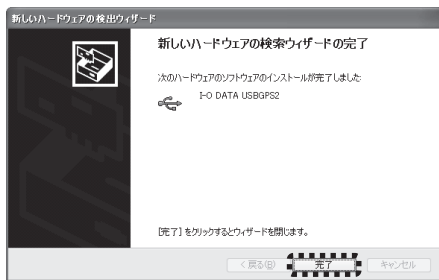 新しいハードウェアの検出ウィザード
新しいハードウェアの検索ウィザードの完了
次のハードウェアのソフトウェアのインストールが完了しました:
I-O DATA USBGPS2
[完了] をクリックするとウィザードを閉じます。
< 戻る(B)
完了
キャンセル